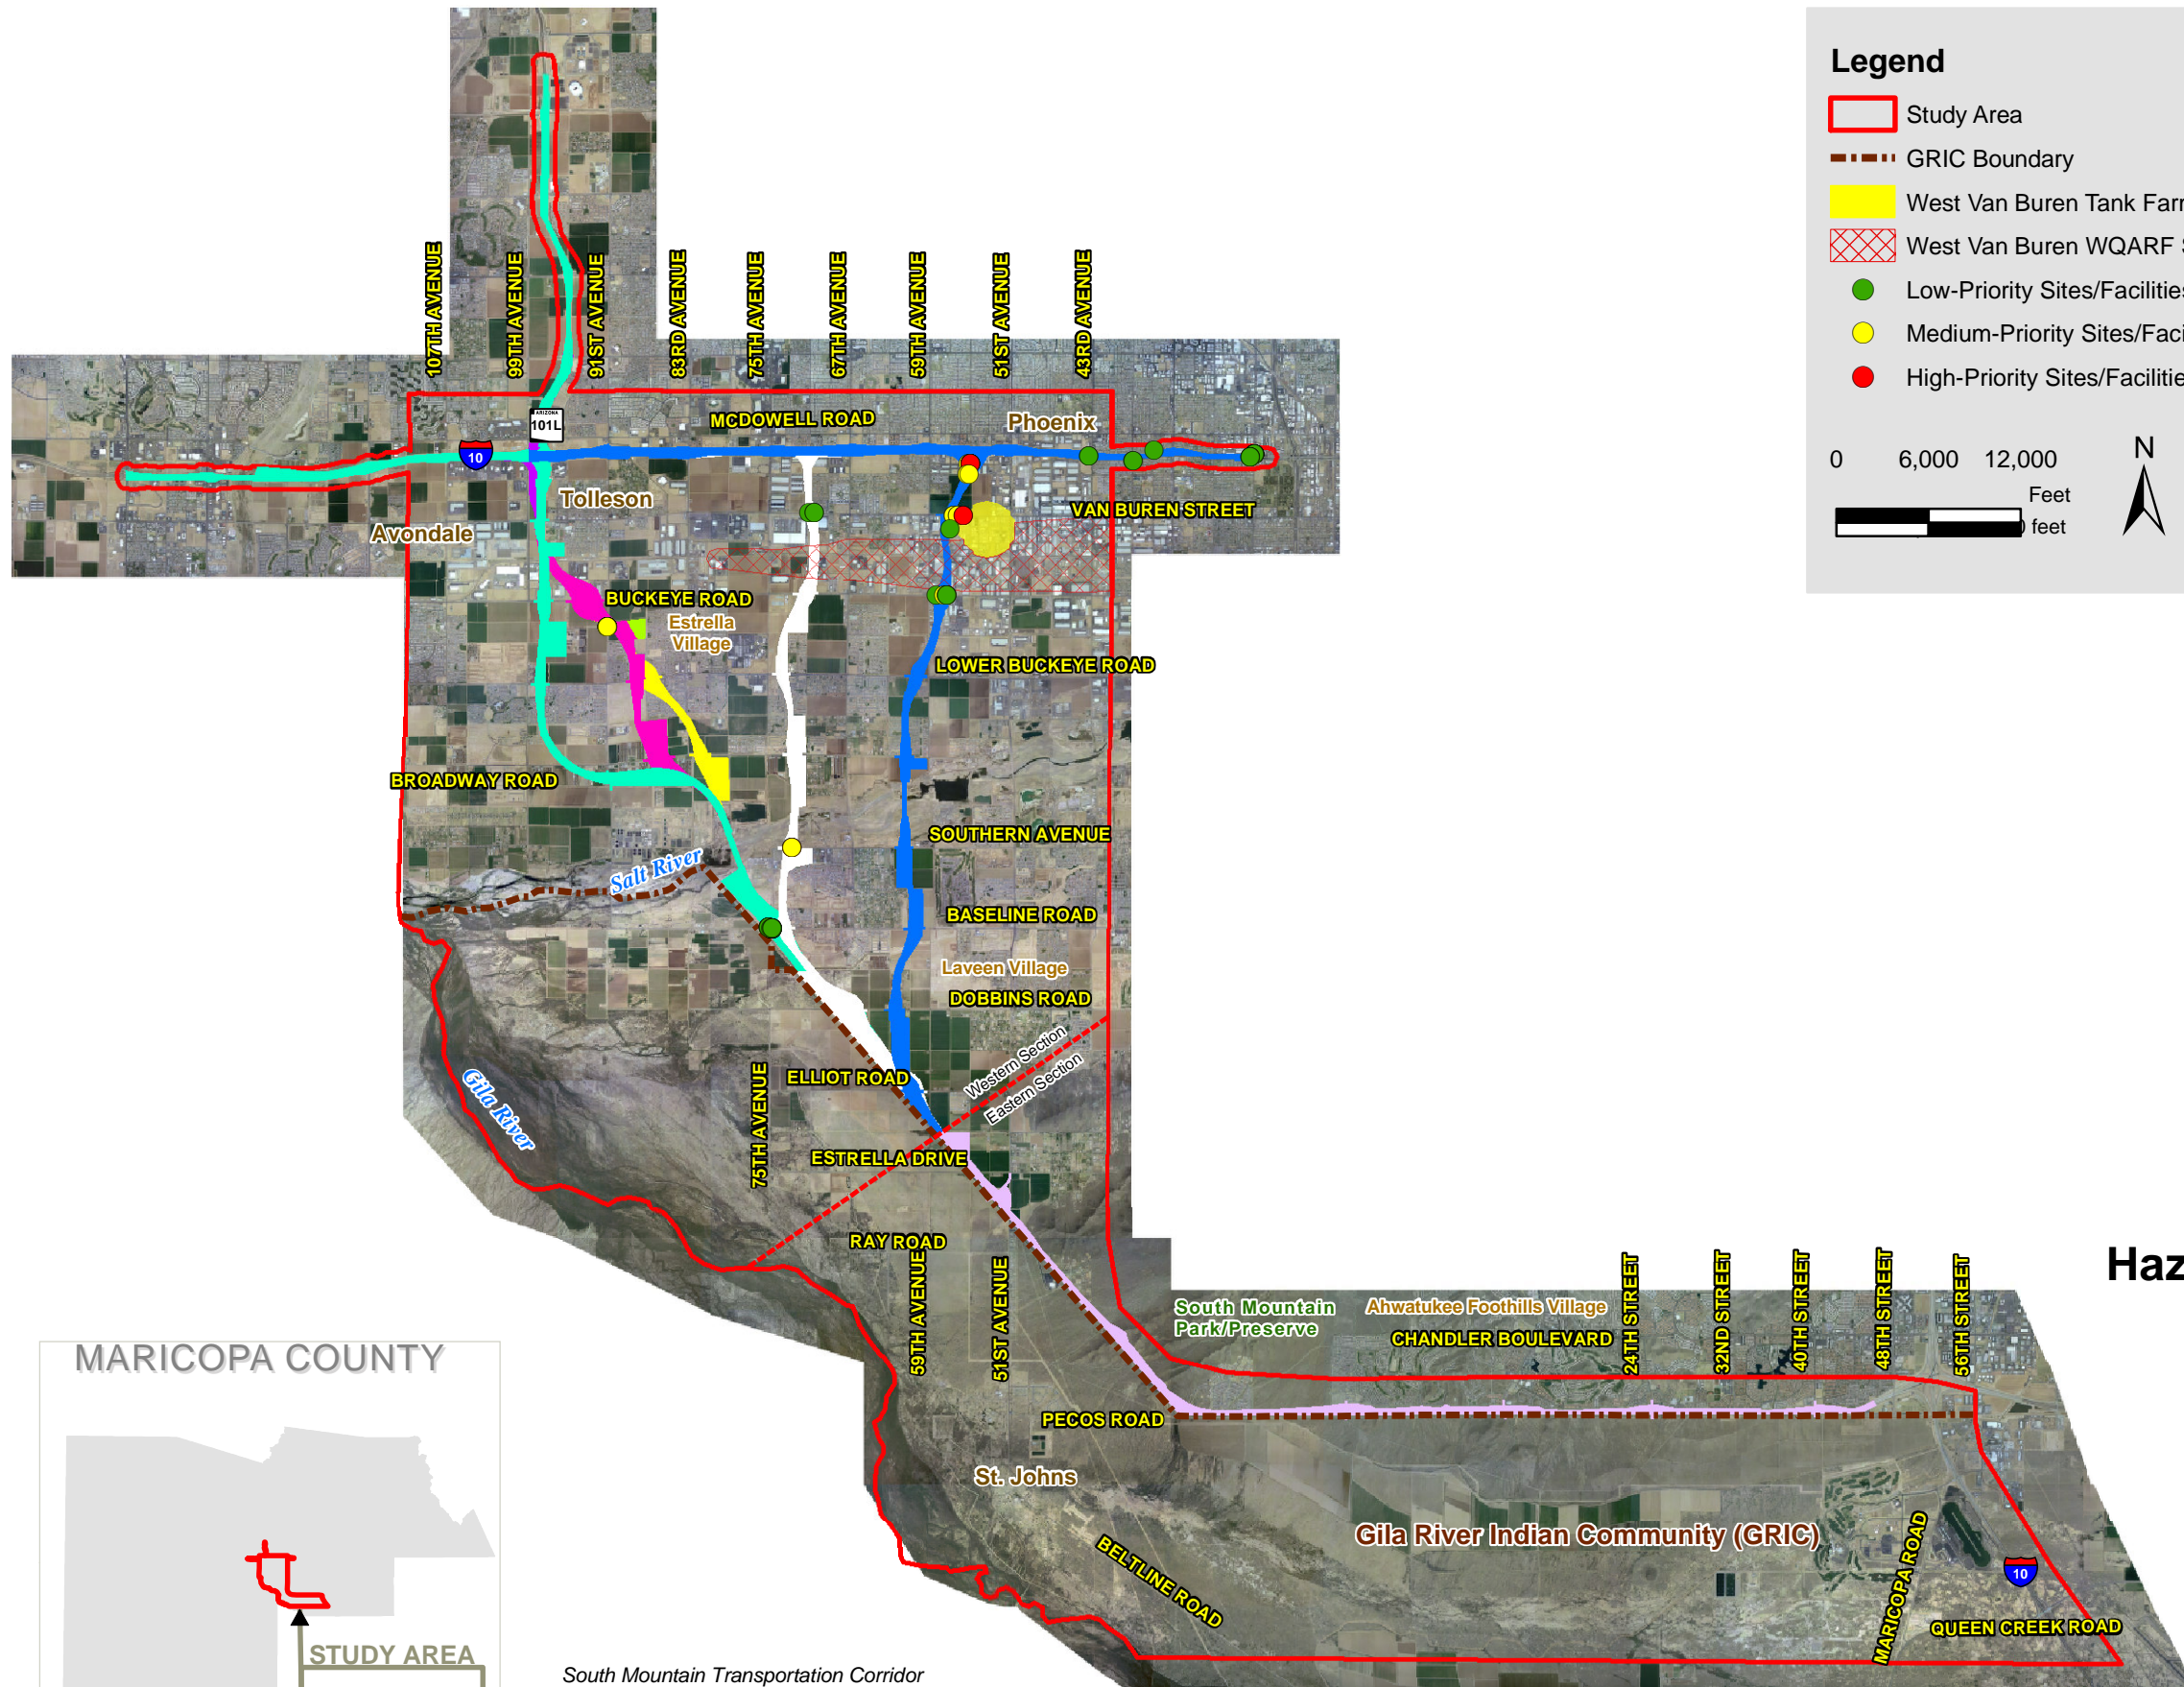 Legend
Study Area
GRIC Boundary
West Van Buren Tank Farr
West Van Buren WQARF S
Low-Priority Sites/Facilities
Medium-Priority Sites/Faci
High-Priority Sites/Facilitie
0 6,000 12,000
Feet
feet
N
107TH AVENUE
99TH AVENUE
91ST AVENUE
83RD AVENUE
75TH AVENUE
67TH AVENUE
59TH AVENUE
51ST AVENUE
43RD AVENUE
ARIZONA
101L
MCDOWELL ROAD
Phoenix
10
Tolleson
Avondale
VAN BUREN STREET
BUCKEYE ROAD
Estrella
Village
LOWER BUCKEYE ROAD
BROADWAY ROAD
SOUTHERN AVENUE
Salt River
BASELINE ROAD
Laveen Village
DOBBINS ROAD
Western Section
Eastern Section
Gila River
75TH AVENUE
ELLIOT ROAD
ESTRELLA DRIVE
RAY ROAD
59TH AVENUE
51ST AVENUE
South Mountain
Park/Preserve
Ahwatukee Foothills Village
CHANDLER BOULEVARD
24TH STREET
32ND STREET
40TH STREET
48TH STREET
56TH STREET
Haz
PECOS ROAD
St. Johns
Gila River Indian Community (GRIC)
BELTLINE ROAD
MARICOPA ROAD
10
QUEEN CREEK ROAD
MARICOPA COUNTY
STUDY AREA
South Mountain Transportation Corridor